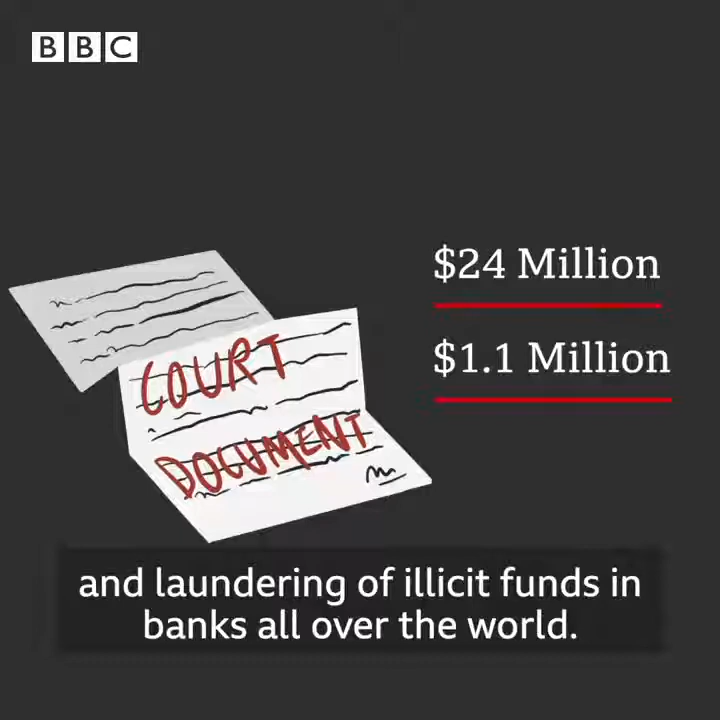 BBC
$24 Million
$1.1 Million
COURT
DOCUMENT
and laundering of illicit funds in
banks all over the world.